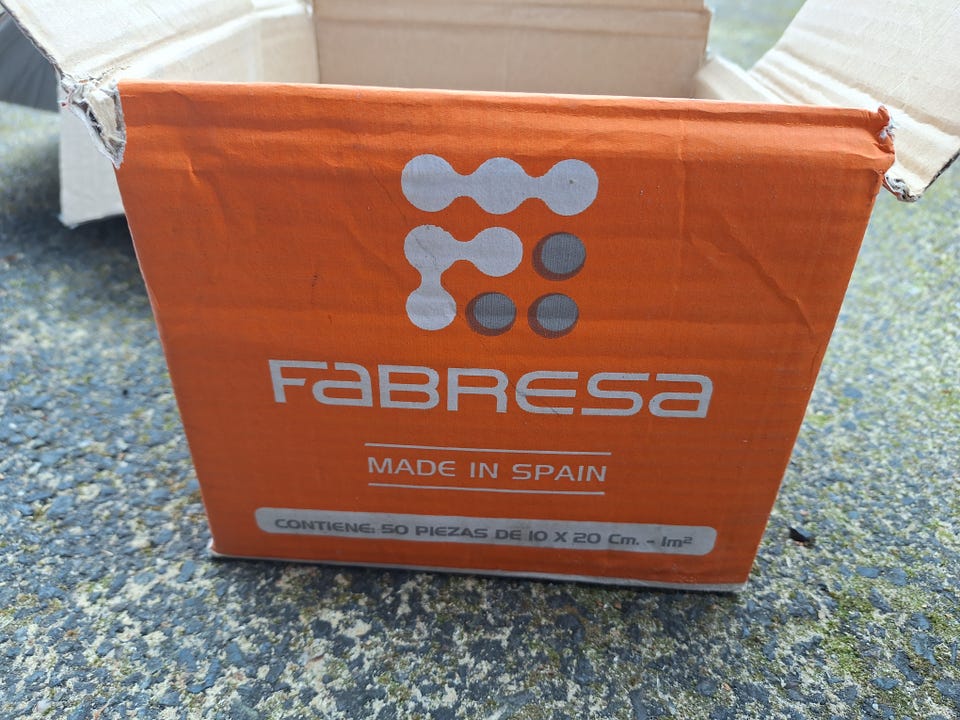 FABRESA
MADE IN SPAIN
CONTIENE: 50 PIEZAS DE 10 X 20 Cm. - 1m²